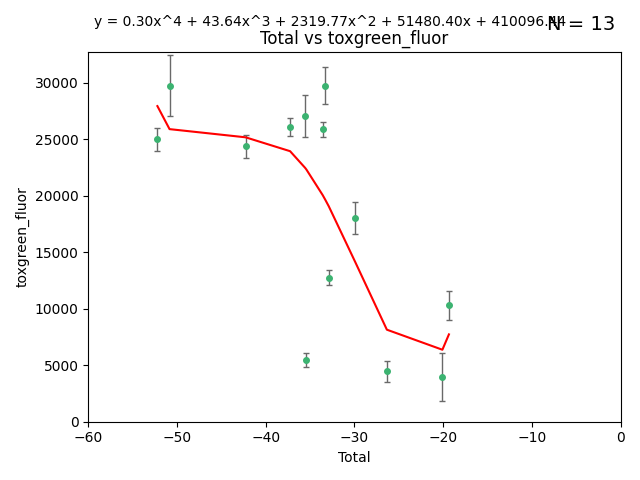 y = 0.30x^4 + 43.64x^3 + 2319.77x^2 + 51480.40x + 410096.44
N = 13
Total vs toxgreen_fluor
30000
25000
20000
15000
10000
5000
0
toxgreen_fluor
−60 −50 −40 −30 −20 −10 0
Total